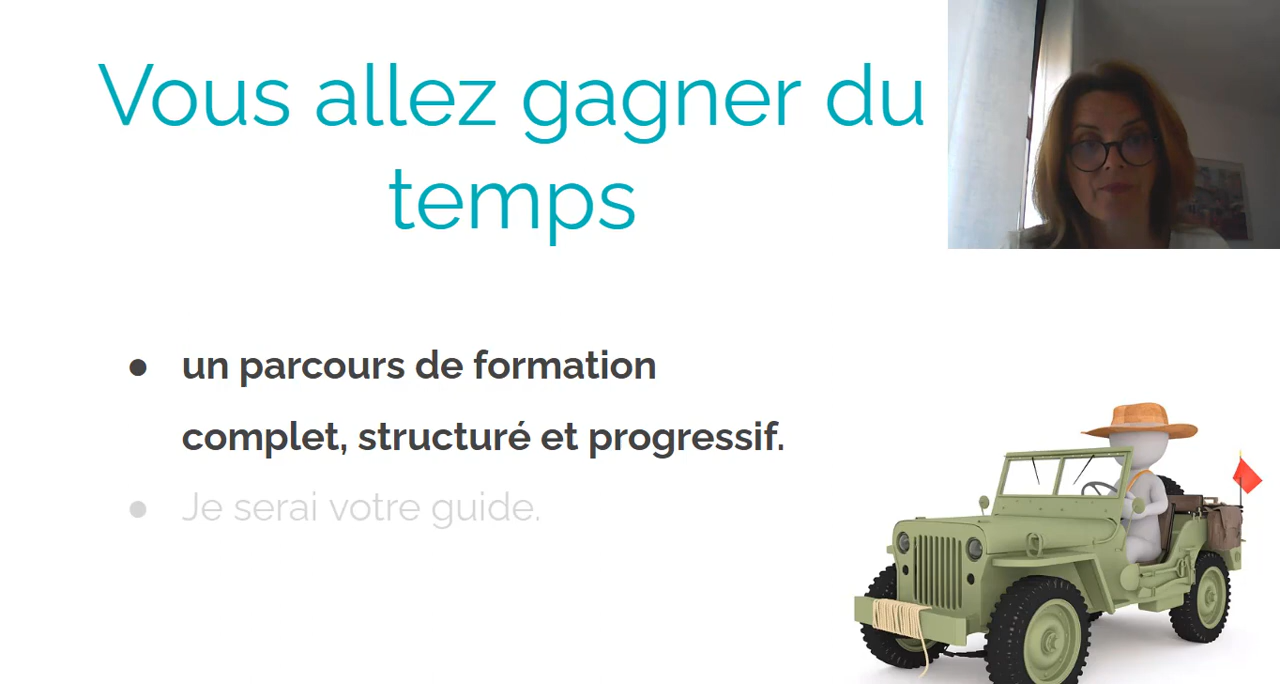 Vous allez gagner du
temps
● un parcours de formation
complet, structuré et progressif.
● Je serai votre guide.